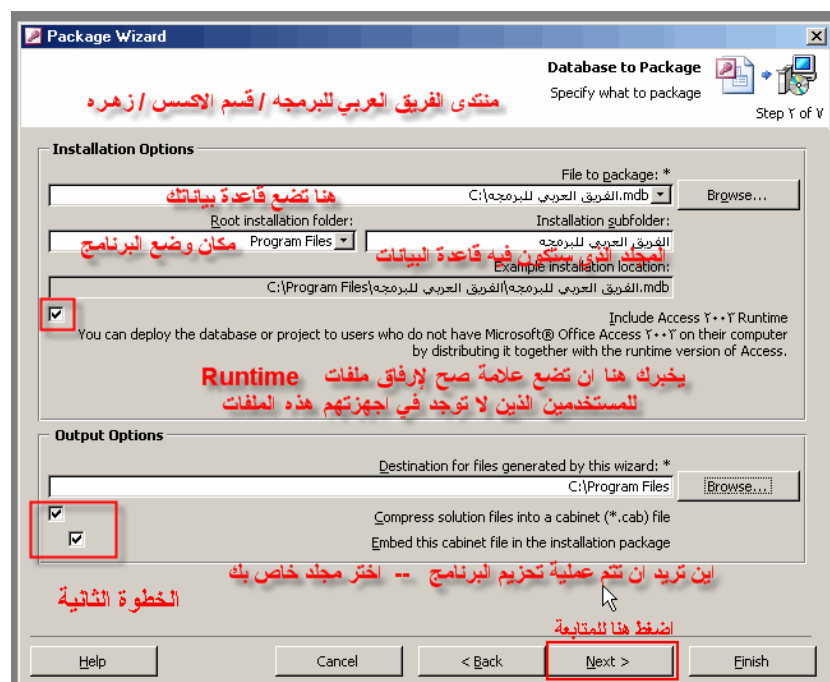 Package Wizard
Database to Package
Specify what to package
Step ٢ of ٧
منتدى الفريق العربي للبرمجه / قسم الاكسس / زهره
Installation Options
File to package: *
C:\الفريق العربي للبرمجه.mdb
هنا تضع قاعدة بياناتك
Browse...
Root installation folder:
Installation subfolder:
Program Files
مكان وضع البرنامج
الفريق العربي للبرمجه
المجلد الذي ستكون فيه قاعدة البيانات
Example installation location:
C:\Program Files\الفريق العربي للبرمجه\الفريق العربي للبرمجه.mdb
Include Access ٢٠٠٣ Runtime
You can deploy the database or project to users who do not have Microsoft® Office Access ٢٠٠٣ on their computer
by distributing it together with the runtime version of Access.
يخبرك هنا ان تضع علامة صح لإرفاق ملفات Runtime
للمستخدمين الذين لا توجد في اجهزتهم هذه الملفات
Output Options
Destination for files generated by this wizard: *
C:\Program Files
Browse...
Compress solution files into a cabinet (*.cab) file
Embed this cabinet file in the installation package
اين تريد ان تتم عملية تحزيم البرنامج -- اختر مجلد خاص بك
الخطوة الثانية
اضغط هنا للمتابعة
Help
Cancel
< Back
Next >
Finish